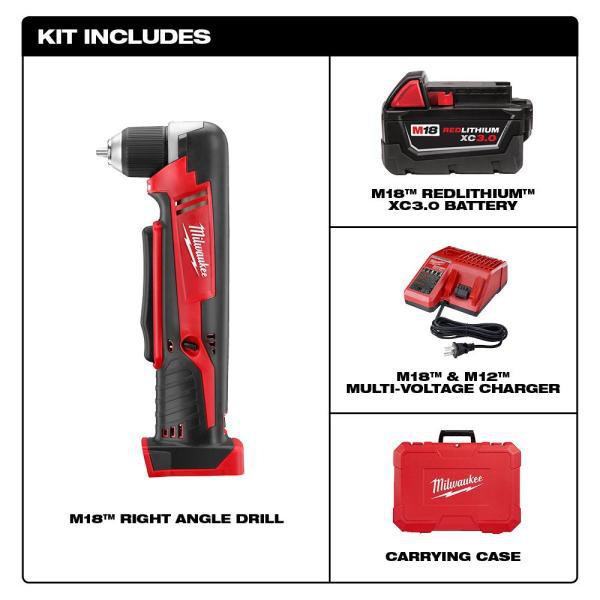 KIT INCLUDES
Milwaukee
M18™ RIGHT ANGLE DRILL
M18 REDLITHIUM
XC3.0
M18™ REDLITHIUM™
XC3.0 BATTERY
M18™ & M12™
MULTI-VOLTAGE CHARGER
Milwaukee
CARRYING CASE